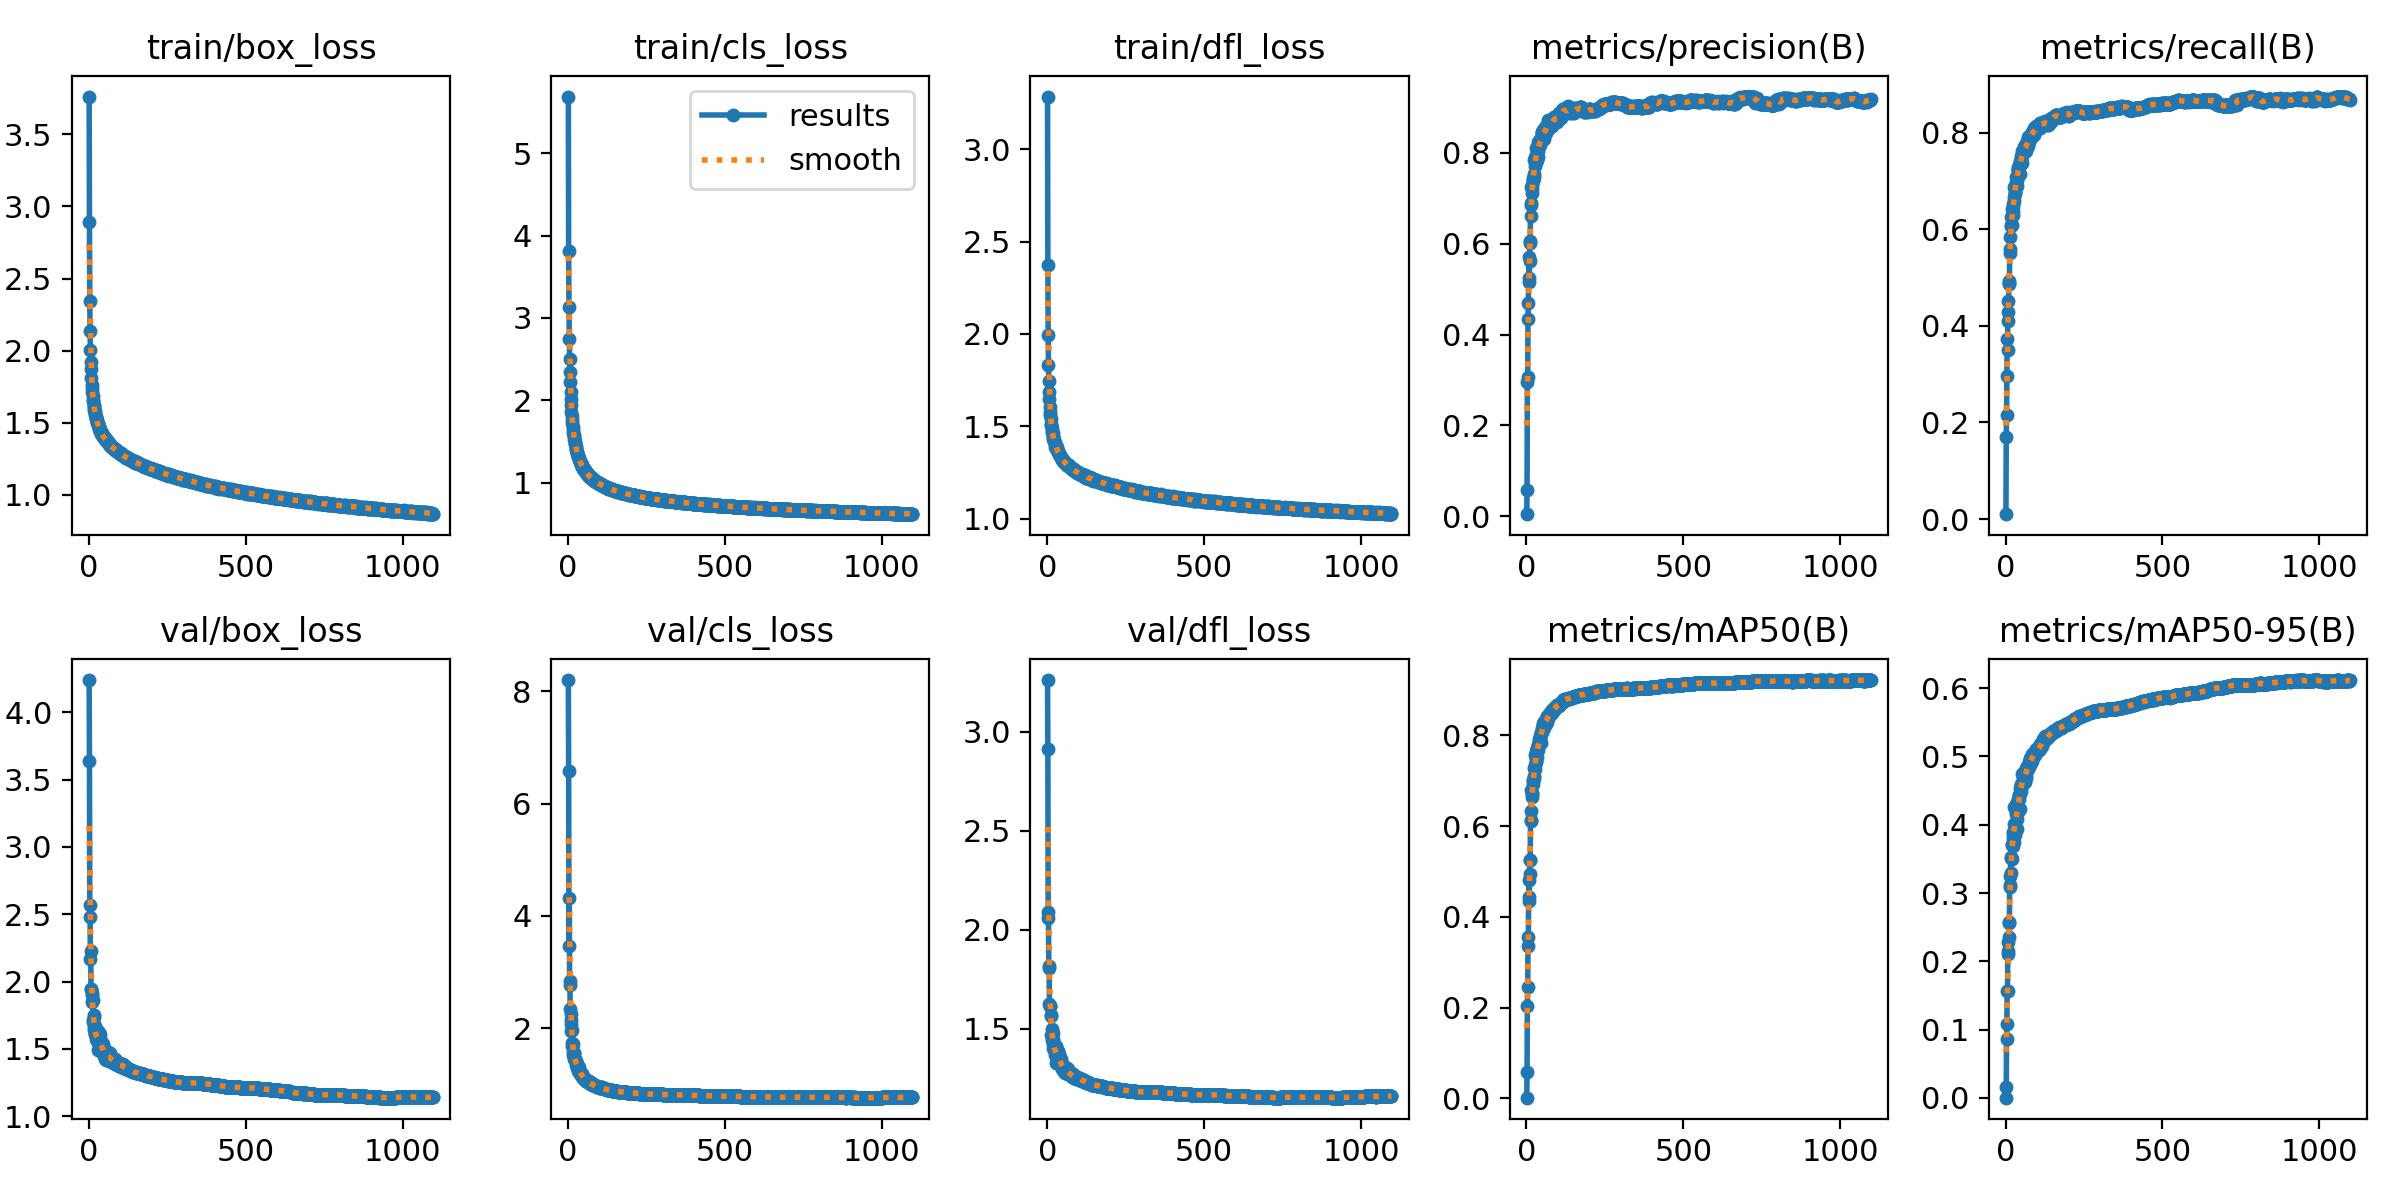 train/box_loss
3.5
3.0
2.5
2.0
1.5
1.0
0 500 1000
train/cls_loss
results
smooth
5
4
3
2
1
0 500 1000
train/dfl_loss
3.0
2.5
2.0
1.5
1.0
0 500 1000
metrics/precision(B)
0.8
0.6
0.4
0.2
0.0
0 500 1000
metrics/recall(B)
0.8
0.6
0.4
0.2
0.0
0 500 1000
val/box_loss
4.0
3.5
3.0
2.5
2.0
1.5
1.0
0 500 1000
val/cls_loss
8
6
4
2
0 500 1000
val/dfl_loss
3.0
2.5
2.0
1.5
0 500 1000
metrics/mAP50(B)
0.8
0.6
0.4
0.2
0.0
0 500 1000
metrics/mAP50-95(B)
0.6
0.5
0.4
0.3
0.2
0.1
0.0
0 500 1000